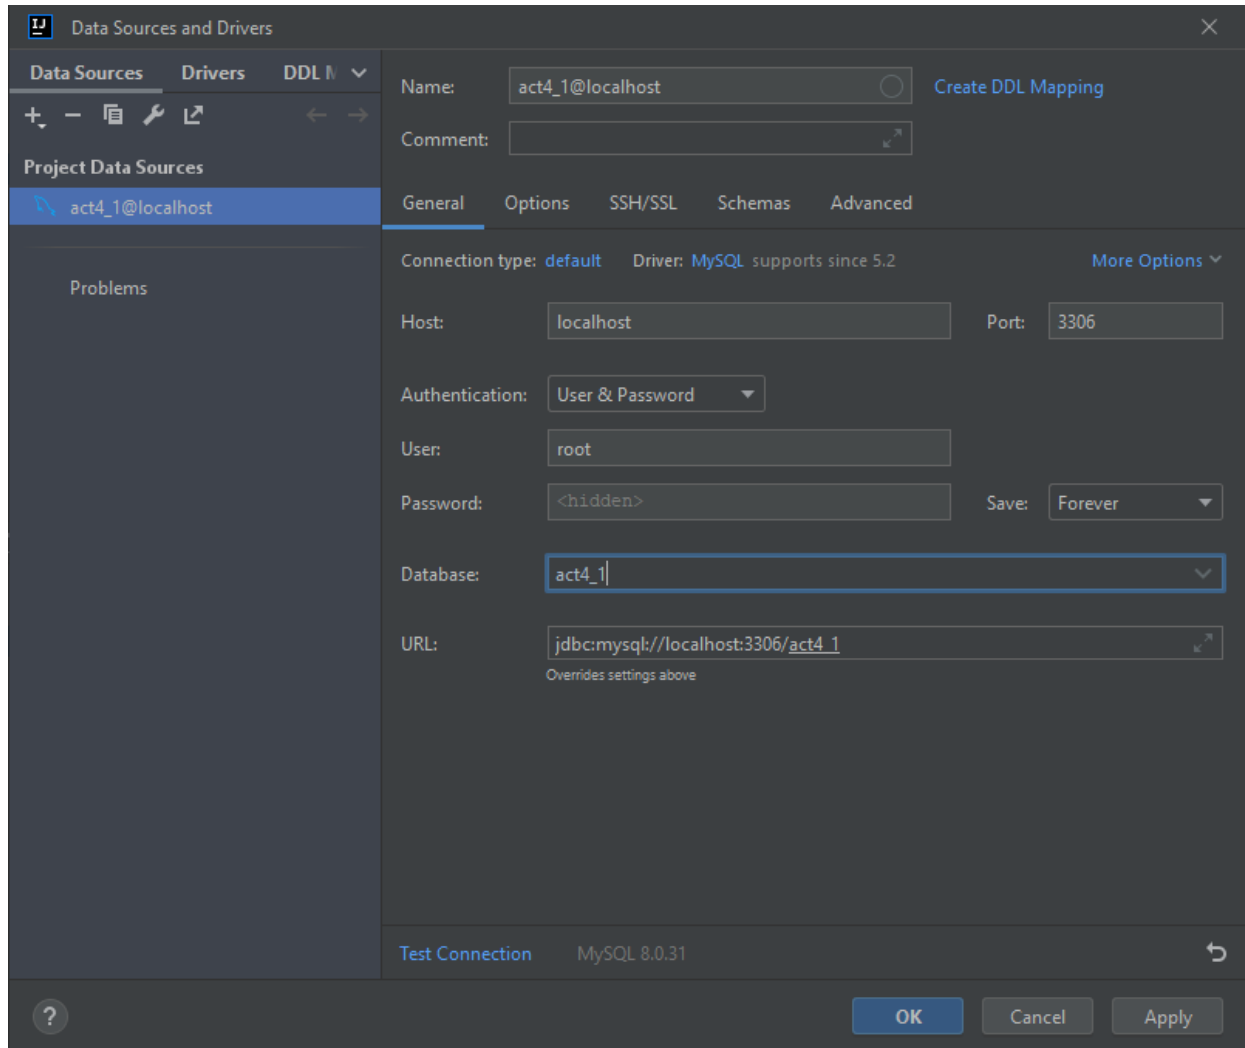 Data Sources and Drivers
Data Sources Drivers DDL M
Project Data Sources
act4_1@localhost
Problems
Name: act4_1@localhost Create DDL Mapping
Comment:
General Options SSH/SSL Schemas Advanced
Connection type: default Driver: MySQL supports since 5.2 More Options
Host: localhost Port: 3306
Authentication: User & Password
User: root
Password: <hidden> Save: Forever
Database: act4_1
URL: jdbc:mysql://localhost:3306/act4_1
Overrides settings above
Test Connection MySQL 8.0.31
? OK Cancel Apply